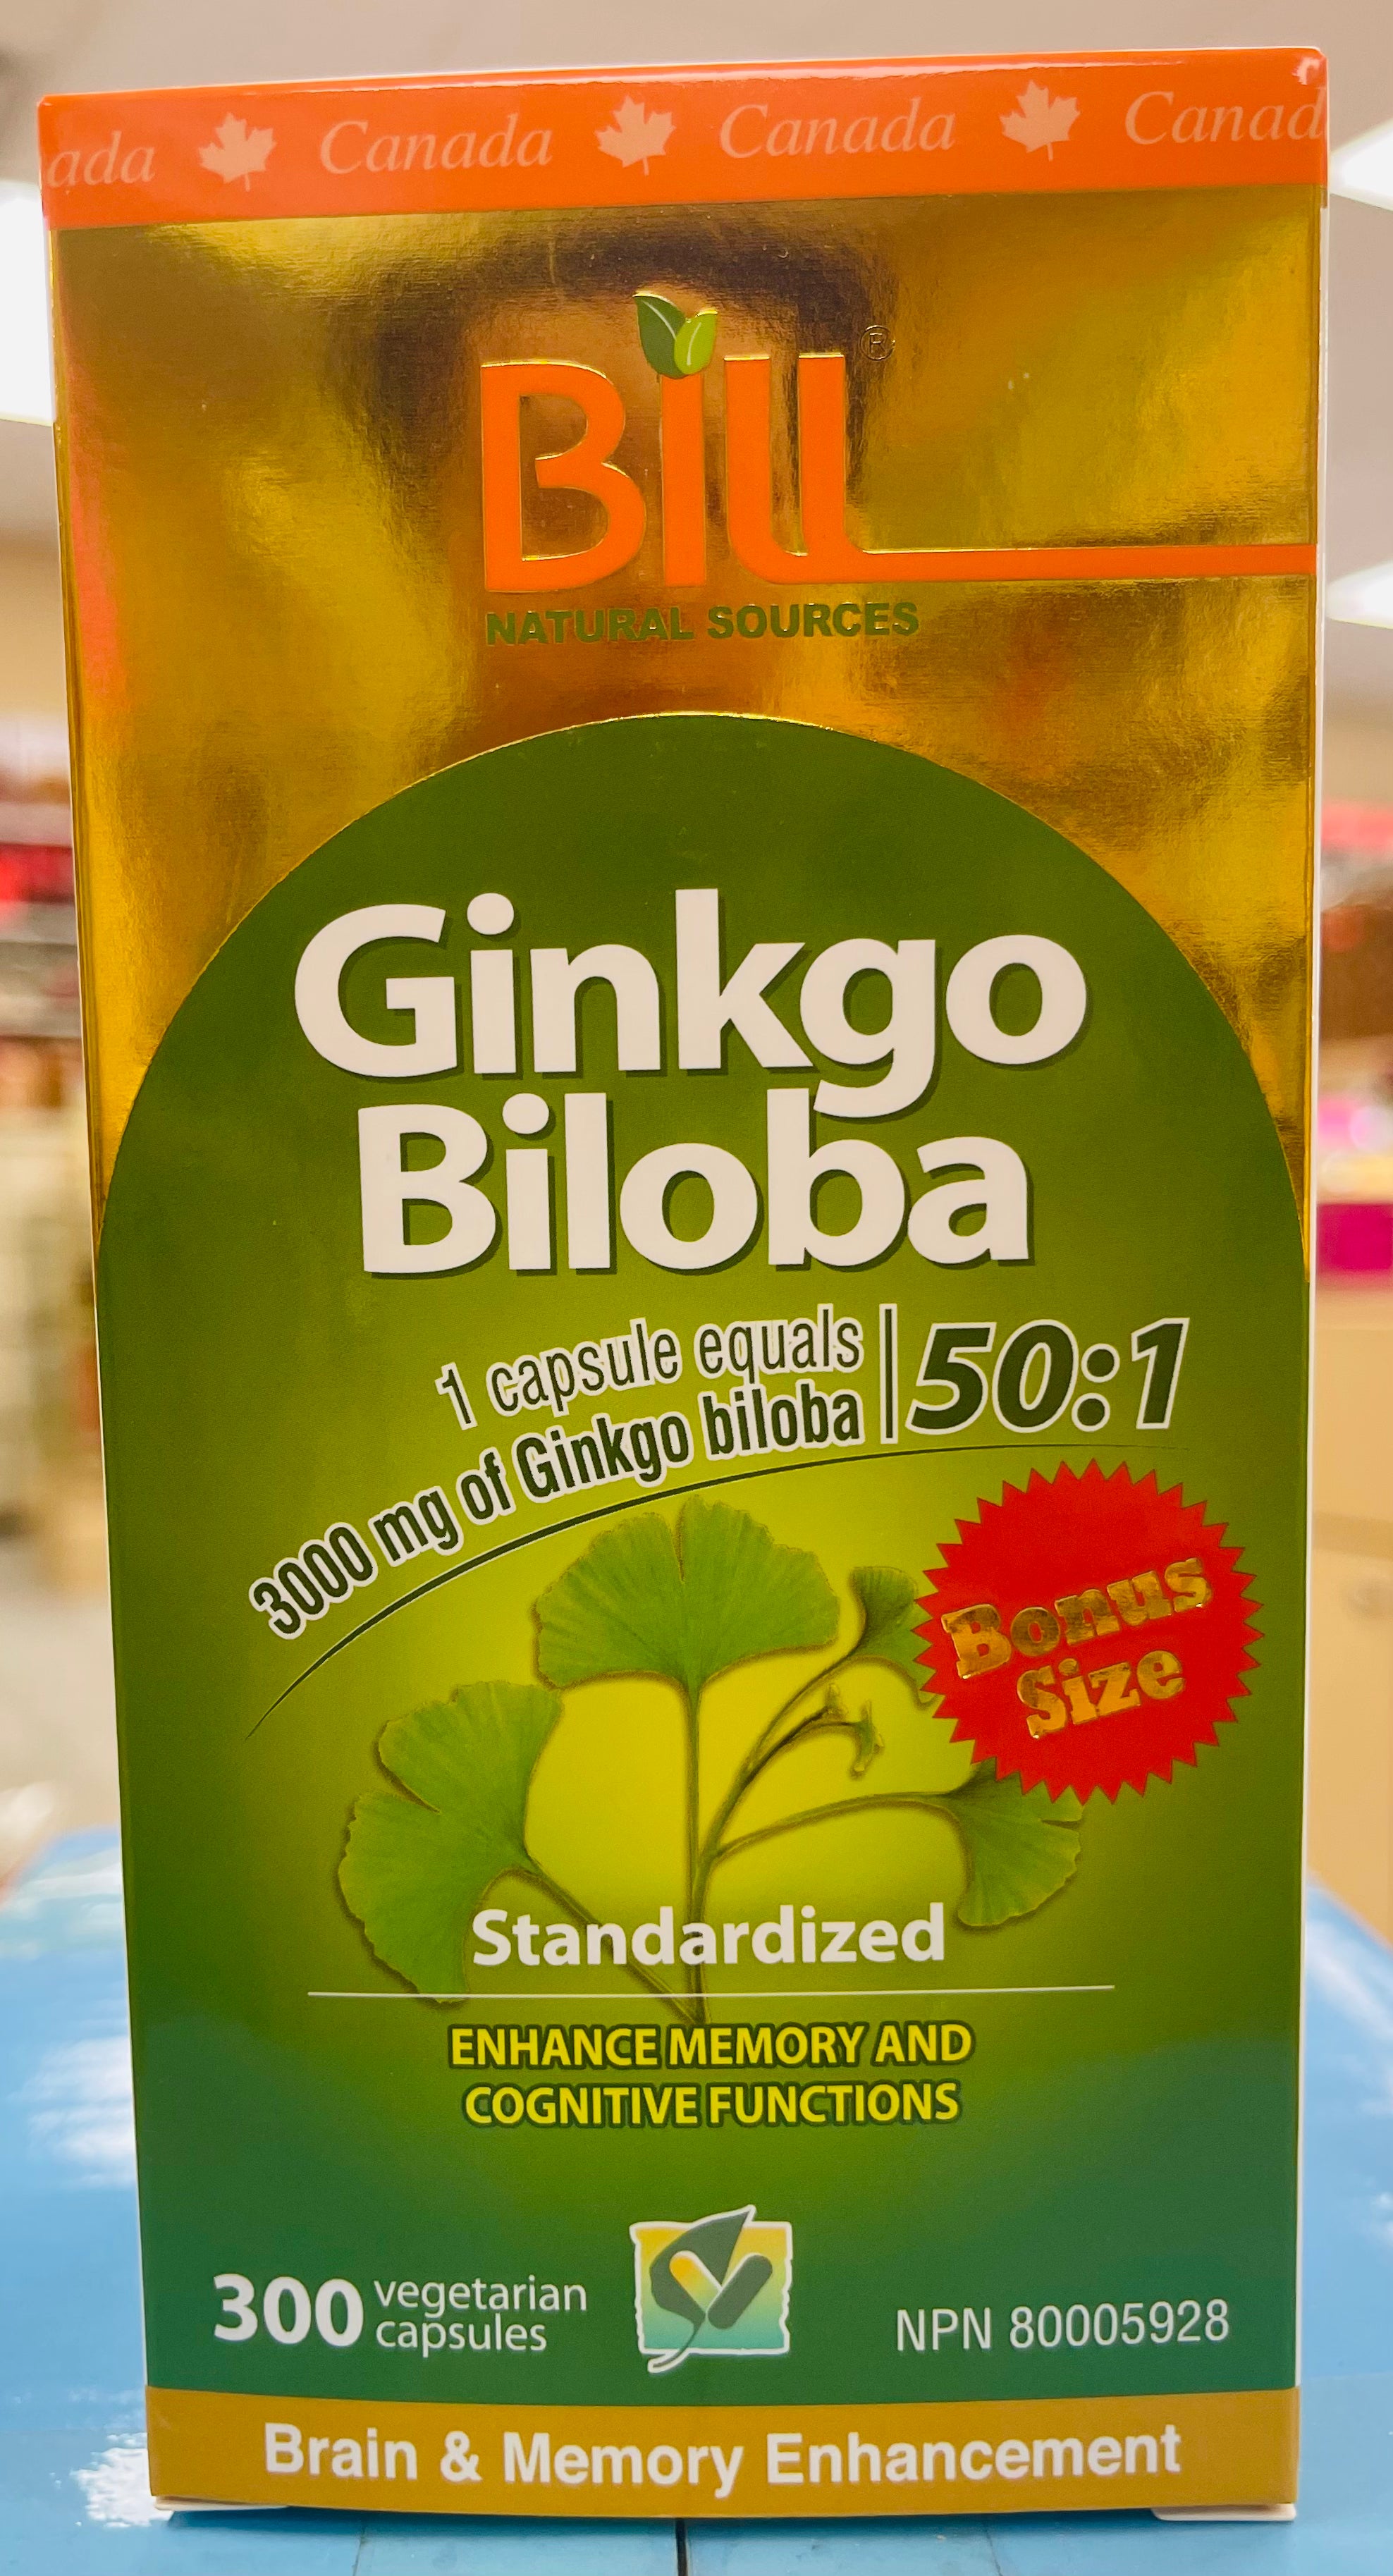 ada Canada Canada Canad
Bill®
NATURAL SOURCES
Ginkgo
Biloba
1 capsule equals
3000 mg of Ginkgo biloba
50:1
Bonus
Size
Standardized
ENHANCE MEMORY AND
COGNITIVE FUNCTIONS
300 vegetarian
capsules
NPN 80005928
Brain & Memory Enhancement